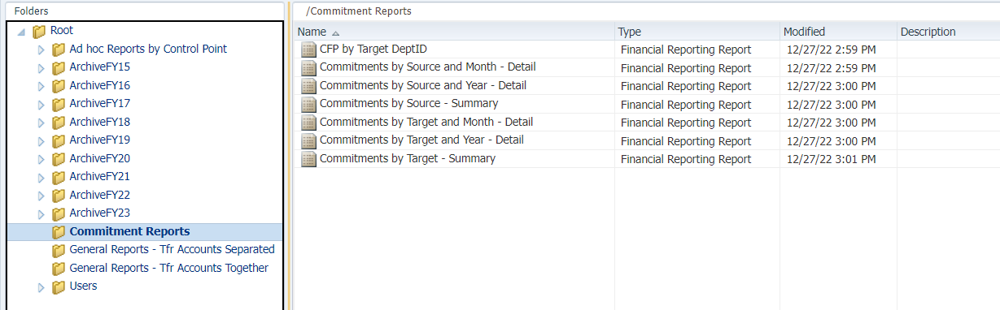 Folders
Root
Ad hoc Reports by Control Point
ArchiveFY15
ArchiveFY16
ArchiveFY17
ArchiveFY18
ArchiveFY19
ArchiveFY20
ArchiveFY21
ArchiveFY22
ArchiveFY23
Commitment Reports
General Reports - Tfr Accounts Separated
General Reports - Tfr Accounts Together
Users
/Commitment Reports
Name Type Modified Description
CFP by Target DeptID Financial Reporting Report 12/27/22 2:59 PM
Commitments by Source and Month - Detail Financial Reporting Report 12/27/22 2:59 PM
Commitments by Source and Year - Detail Financial Reporting Report 12/27/22 3:00 PM
Commitments by Source - Summary Financial Reporting Report 12/27/22 3:00 PM
Commitments by Target and Month - Detail Financial Reporting Report 12/27/22 3:00 PM
Commitments by Target and Year - Detail Financial Reporting Report 12/27/22 3:00 PM
Commitments by Target - Summary Financial Reporting Report 12/27/22 3:01 PM